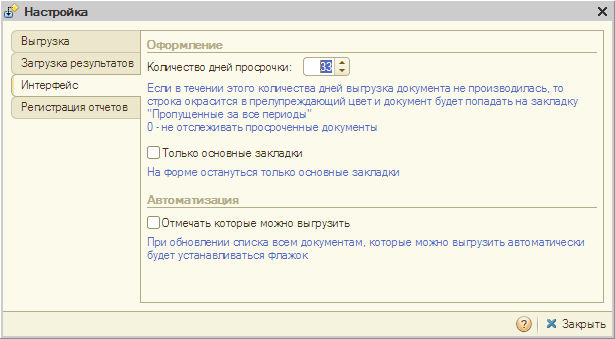 Настройка
Выгрузка
Загрузка результатов
Интерфейс
Регистрация отчетов
Оформление
Количество дней просрочки: 33
Если в течении этого количества дней выгрузка документа не производилась, то
строка окрасится в прелупреждающий цвет и документ будет попадать на закладку
"Пропущенные за все периоды"
0 - не отслеживать просроченные документы
Только основные закладки
На форме остануться только основные закладки
Автоматизация
Отмечать которые можно выгрузить
При обновлении списка всем документам, которые можно выгрузить автоматически
будет устанавливаться флажок
? Закрыть